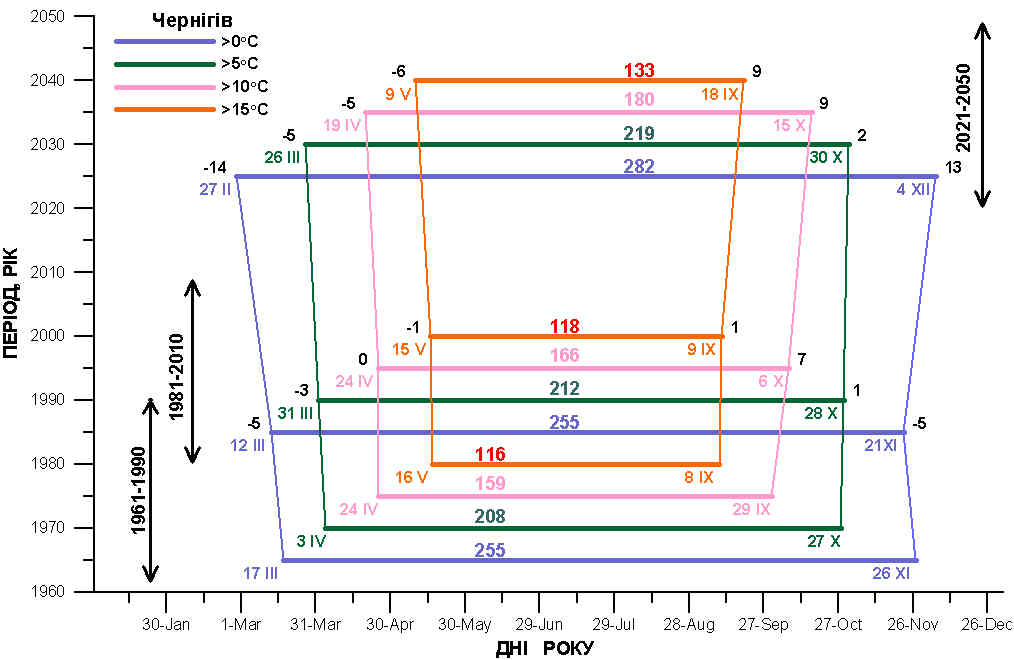 Чернігів
>0°C
>5°C
>10°C
>15°C
2050
2040
2030
2020
2010
2000
1990
1980
1970
1960
ПЕРІОД, РІК
1961-1990
1981-2010
2021-2050
-6 133 9
9 V 18 IX
-5 180 9
19 IV 15 X
-5 219 2
26 III 30 X
-14 282 13
27 II 4 XII
-1 118 1
15 V 9 IX
0 166 7
24 IV 6 X
-3 212 1
31 III 28 X
-5 255 -5
12 III 21XI
116
16 V 8 IX
159
24 IV 29 IX
208
3 IV 27 X
255
17 III 26 XI
30-Jan 1-Mar 31-Mar 30-Apr 30-May 29-Jun 29-Jul 28-Aug 27-Sep 27-Oct 26-Nov 26-Dec
ДНІ РОКУ